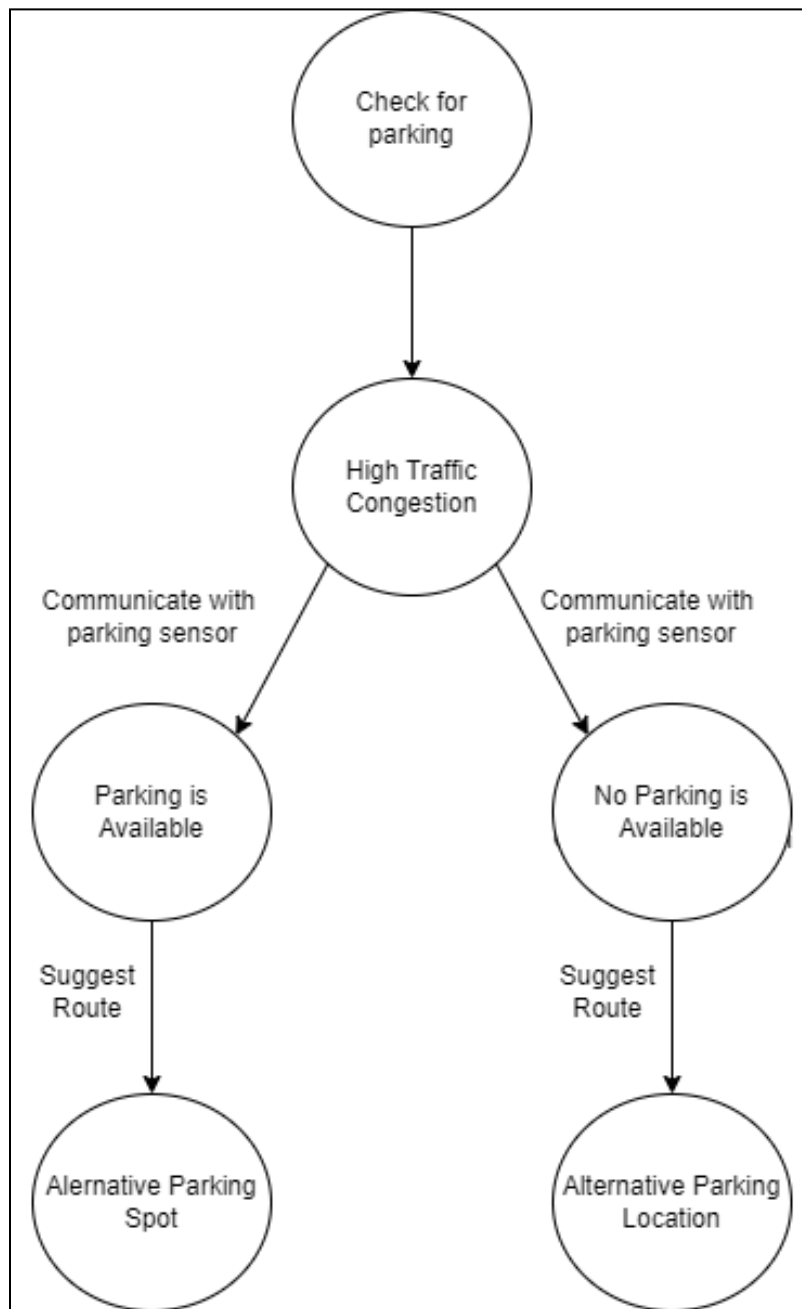 Check for
parking
High Traffic
Congestion
Communicate with
parking sensor
Communicate with
parking sensor
Parking is
Available
No Parking is
Available
Suggest
Route
Suggest
Route
Alernative Parking
Spot
Alternative Parking
Location